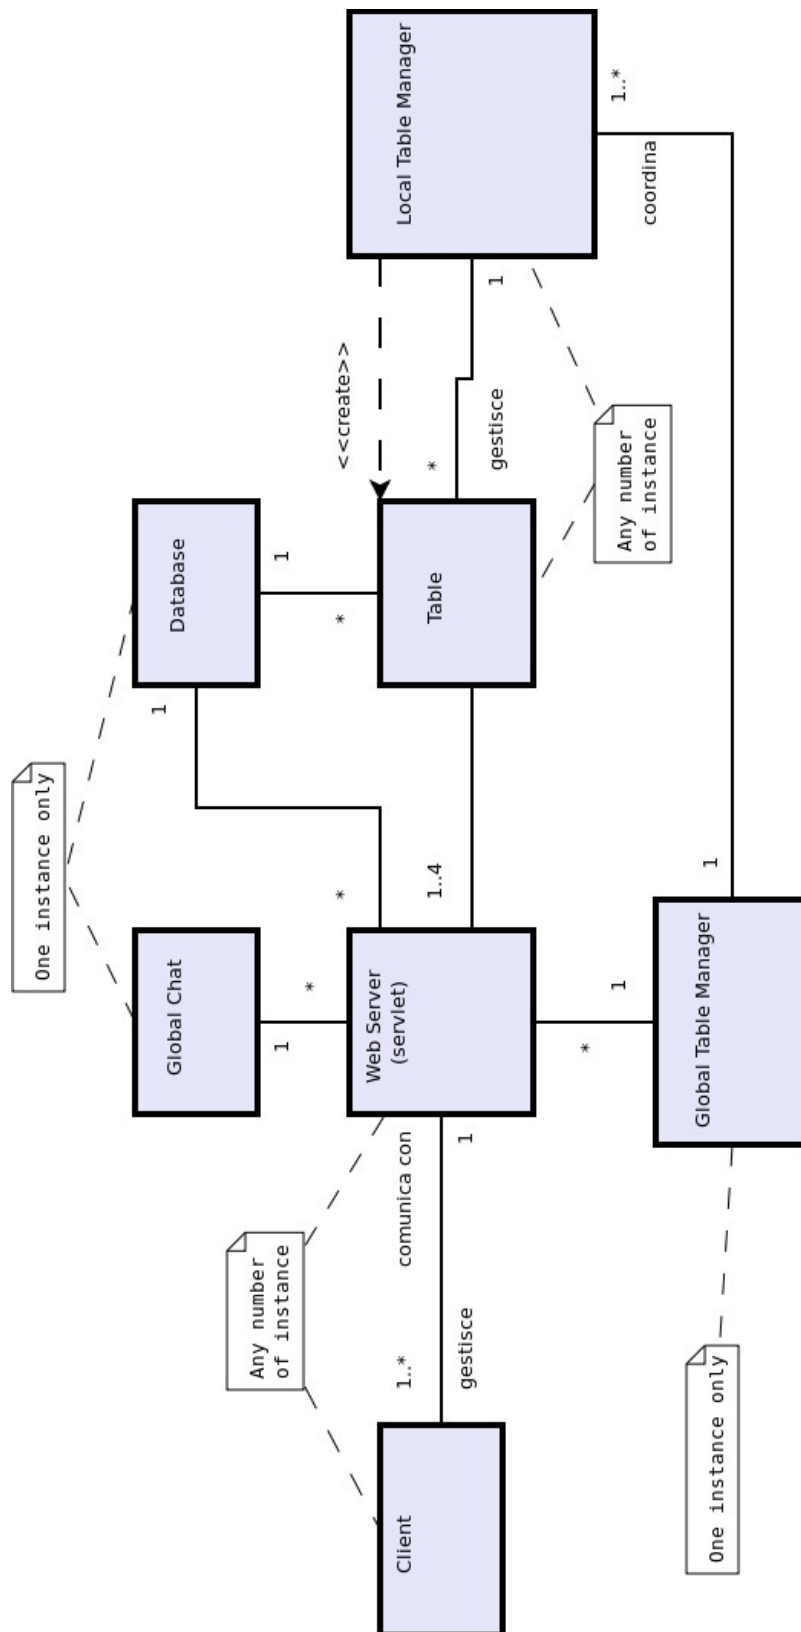 One instance only
Global Chat
Database
1
1
1
*
*
*
<<create>>
Any number
of instance
Client
1..*
gestisce
comunica con
1
Web Server
(servlet)
1..4
Table
*
gestisce
1
Local Table Manager
Any number
of instance
*
1
1..*
coordina
One instance only
Global Table Manager
1